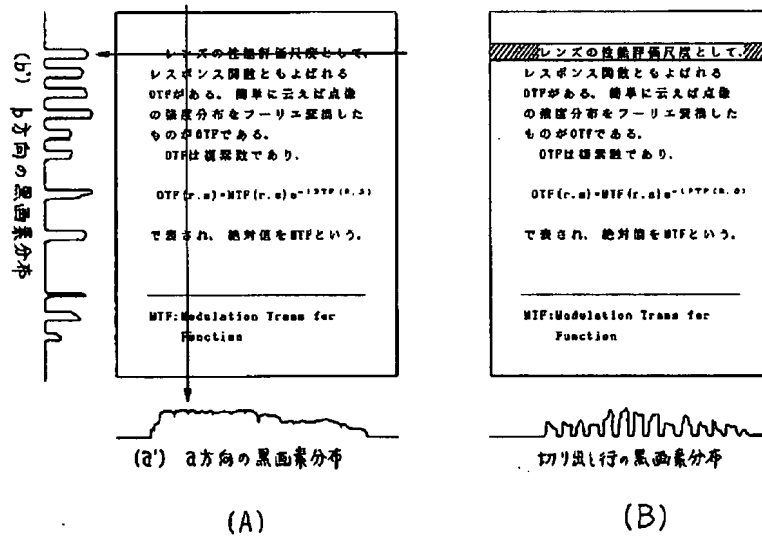 レンズの性能評価尺度として、
レスポンス関数ともよばれる
OTFがある。 簡単に云えば点像
の強度分布をフーリエ変換した
ものがOTFである。
OTFは複素数であり、
で表され、 絶対値をMTFという。
MTF:Modulation Trans fer
Function
(b') b方向の黒画素分布
(a') a方向の黒画素分布
(A)
レンズの性能評価尺度として、
レスポンス関数ともよばれる
OTFがある。 簡単に云えば点像
の強度分布をフーリエ変換した
ものがOTFである。
OTFは複素数であり、
で表され、 絶対値をMTFという。
MTF:Modulation Trans fer
Function
切り出し行の黒画素分布
(B)